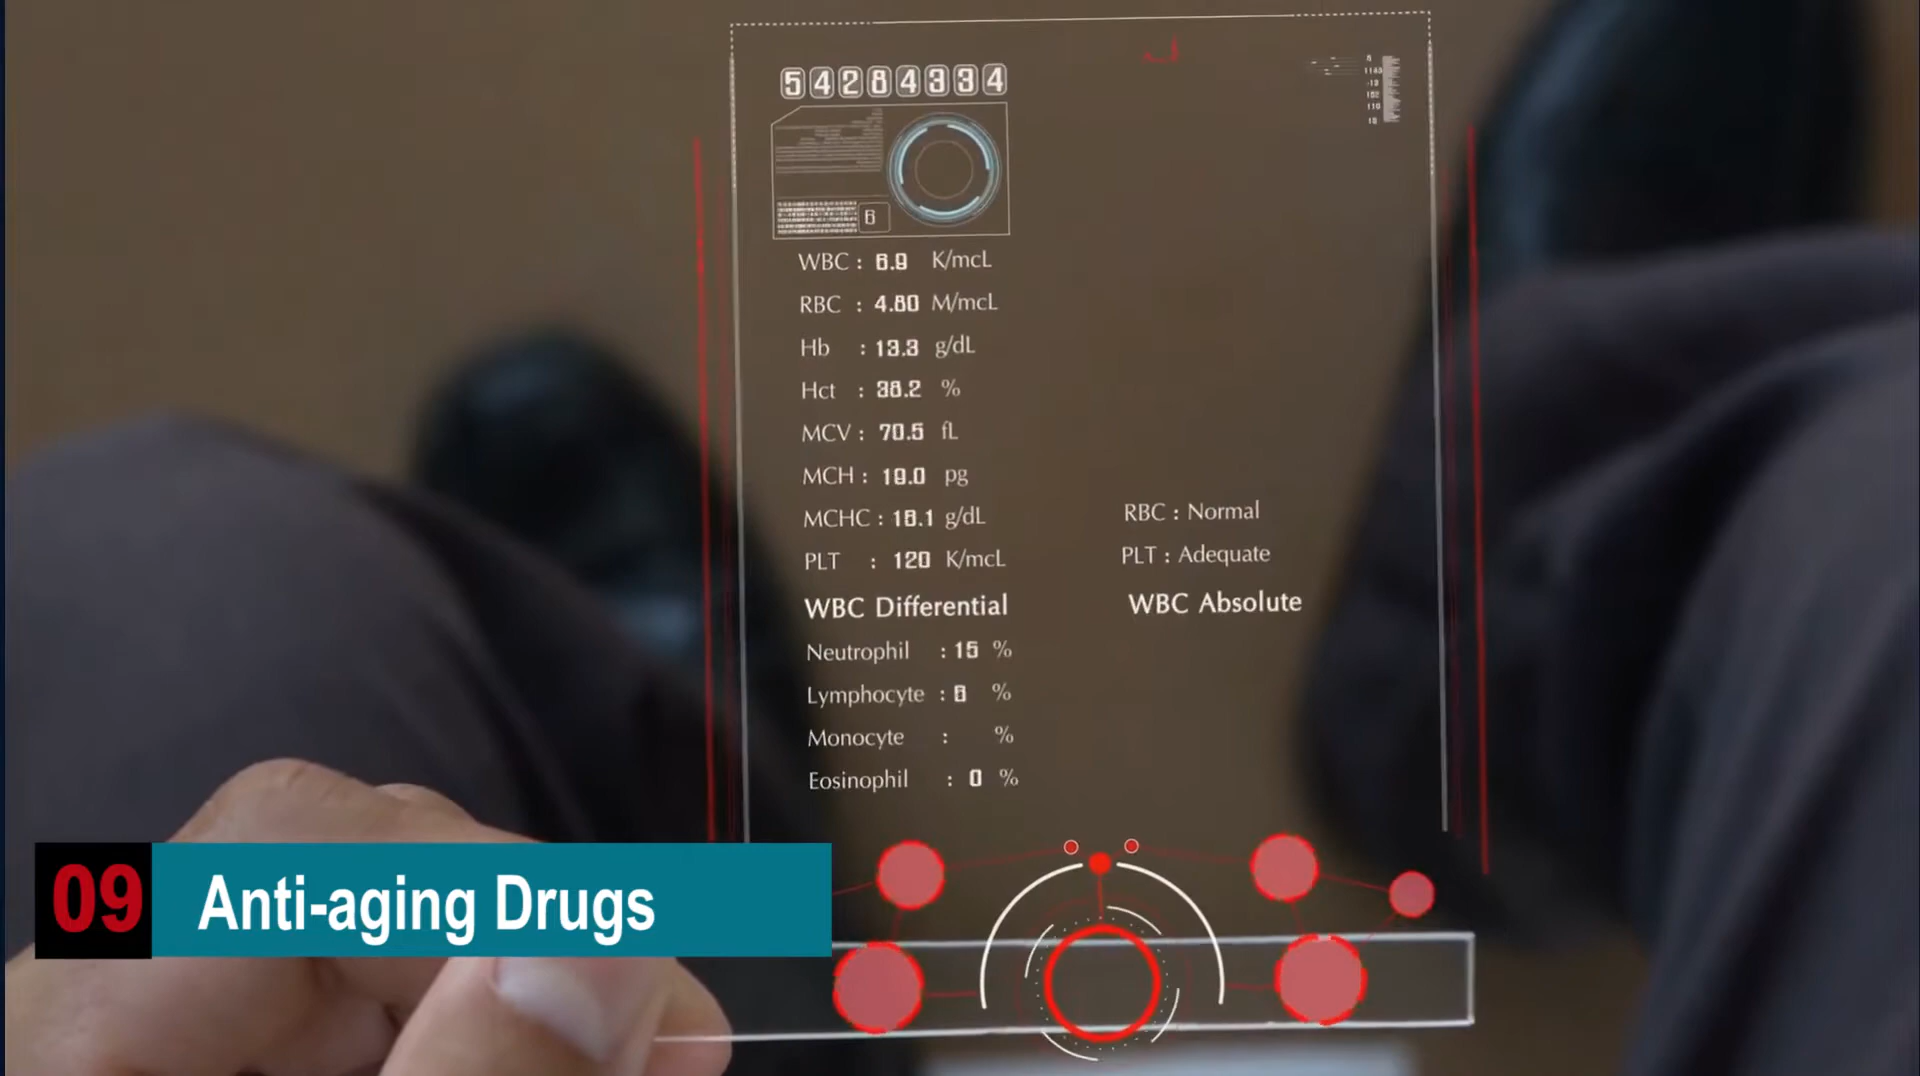 54284334
6
WBC : 6.9 K/mcL
RBC : 4.80 M/mcL
Hb : 13.3 g/dL
Hct : 38.2 %
MCV : 70.5 fL
MCH : 19.0 pg
MCHC : 18.1 g/dL
RBC : Normal
PLT : 120 K/mcL
PLT : Adequate
WBC Differential
WBC Absolute
Neutrophil : 15 %
Lymphocyte : 6 %
Monocyte : %
Eosinophil : 0 %
09 Anti-aging Drugs